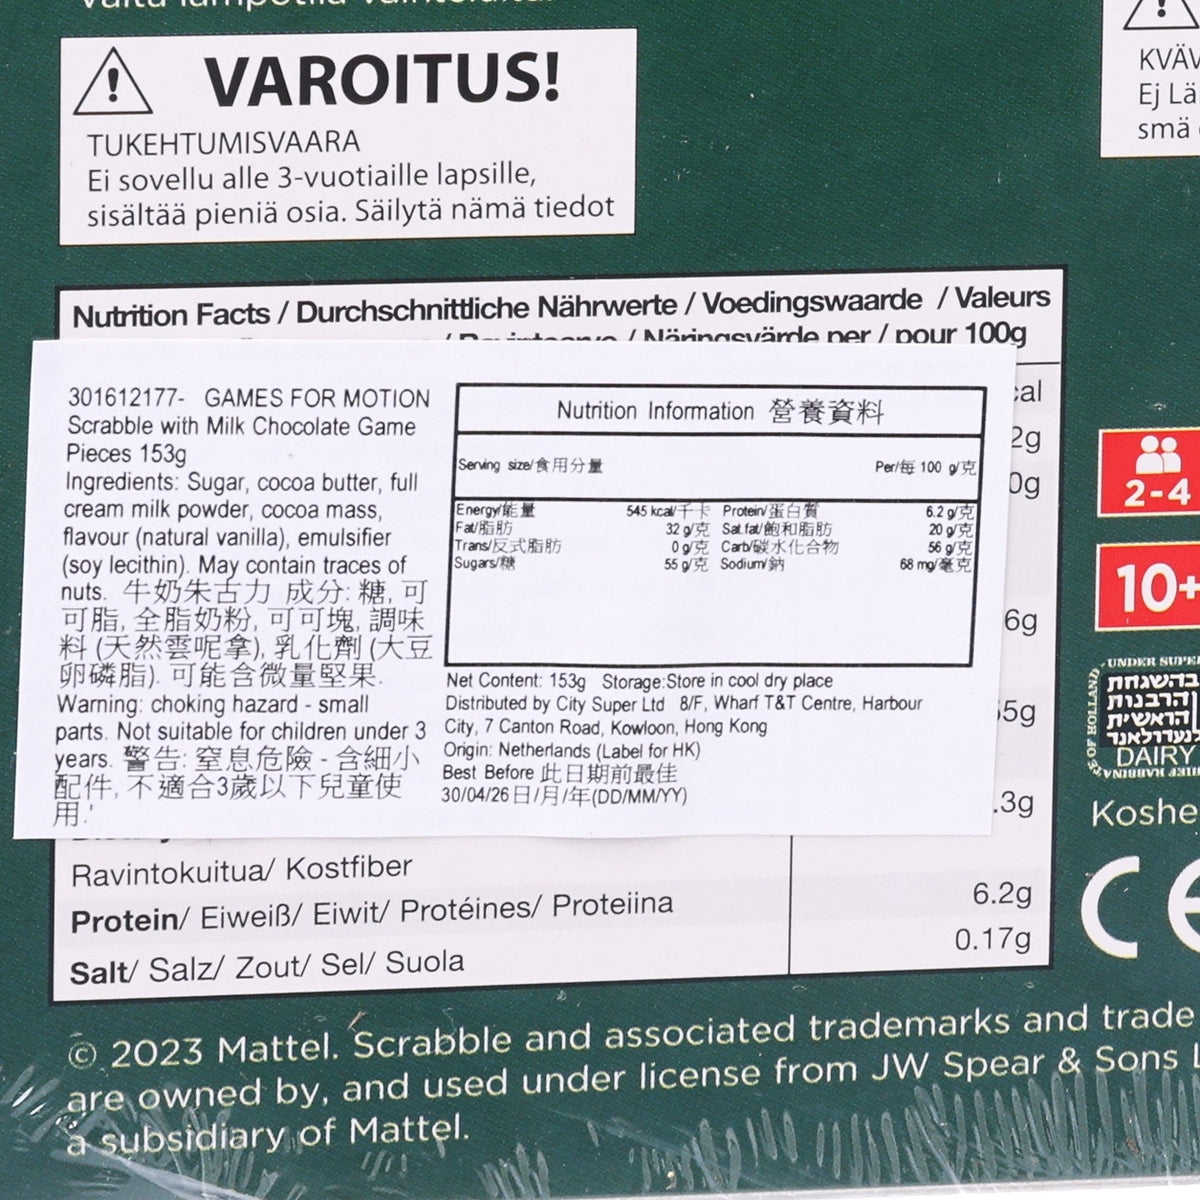 VAROITUS!
TUKEHTUMISVAARA
Ei sovellu alle 3-vuotiaille lapsille,
sisältää pieniä osia. Säilytä nämä tiedot
KVÄV
Ej Lä
smä
Nutrition Facts / Durchschnittliche Nährwerte / Voedingswaarde / Valeurs
/ Näringsvärde per / pour 100g
301612177- GAMES FOR MOTION
Scrabble with Milk Chocolate Game
Pieces 153g
Ingredients: Sugar, cocoa butter, full
cream milk powder, cocoa mass,
flavour (natural vanilla), emulsifier
(soy lecithin). May contain traces of
nuts. 牛奶朱古力 成分: 糖, 可
可脂, 全脂奶粉, 可可塊, 調味
料 (天然雲呢拿), 乳化劑 (大豆
卵磷脂). 可能含微量堅果.
Warning: choking hazard - small
parts. Not suitable for children under 3
years. 警告: 窒息危險 - 含細小
配件, 不適合3歲以下兒童使
用.'
Nutrition Information 營養資料
Serving size/食用分量 Per/每 100 g/克
Energy/能量 545 kcal/千卡 Protein/蛋白質 6.2 g/克
Fat/脂肪 32 g/克 Sat.fat/飽和脂肪 20 g/克
Trans/反式脂肪 0 g/克 Carb/碳水化合物 56 g/克
Sugars/糖 55 g/克 Sodium/鈉 68 mg/毫克
Net Content: 153g Storage:Store in cool dry place
Distributed by City Super Ltd 8/F, Wharf T&T Centre, Harbour
City, 7 Canton Road, Kowloon, Hong Kong
Origin: Netherlands (Label for HK)
Best Before 此日期前最佳
30/04/26日/月/年(DD/MM/YY)
cal
2g
0g
6g
55g
.3g
Ravintokuitua/ Kostfiber
Protein/ Eiweiß/ Eiwit/ Protéines/ Proteiina 6.2g
Salt/ Salz/ Zout/ Sel/ Suola 0.17g
2-4
10+
בהשגחת
הרבנות
הראשית
DAIRY
Koshe
CE
© 2023 Mattel. Scrabble and associated trademarks and trade
are owned by, and used under license from JW Spear & Sons L
a subsidiary of Mattel.